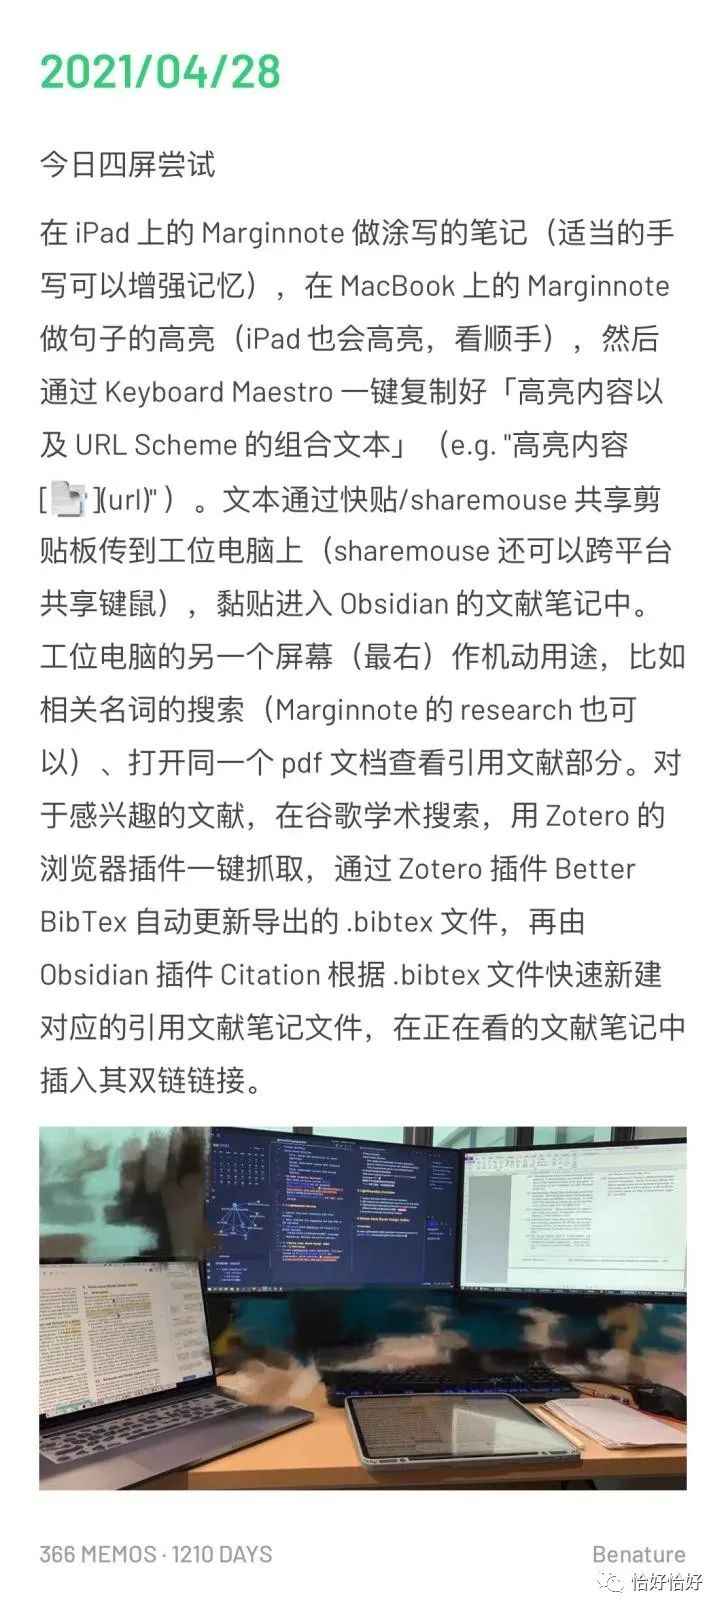 2021/04/28
今日四屏尝试
在 iPad 上的 Marginnote 做涂写的笔记（适当的手
写可以增强记忆），在 MacBook 上的 Marginnote
做句子的高亮（iPad 也会高亮，看顺手），然后
通过 Keyboard Maestro 一键复制好「高亮内容以
及 URL Scheme 的组合文本」（e.g. "高亮内容
[](url)" ）。文本通过快贴/sharemouse 共享剪
贴板传到工位电脑上（sharemouse 还可以跨平台
共享键鼠），黏贴进入 Obsidian 的文献笔记中。
工位电脑的另一个屏幕（最右）作机动用途，比如
相关名词的搜索（Marginnote 的 research 也可
以）、打开同一个 pdf 文档查看引用文献部分。对
于感兴趣的文献，在谷歌学术搜索，用 Zotero 的
浏览器插件一键抓取，通过 Zotero 插件 Better
BibTex 自动更新导出的 .bibtex 文件，再由
Obsidian 插件 Citation 根据 .bibtex 文件快速新建
对应的引用文献笔记文件，在正在看的文献笔记中
插入其双链链接。
366 MEMOS · 1210 DAYS
Benature
恰好恰好